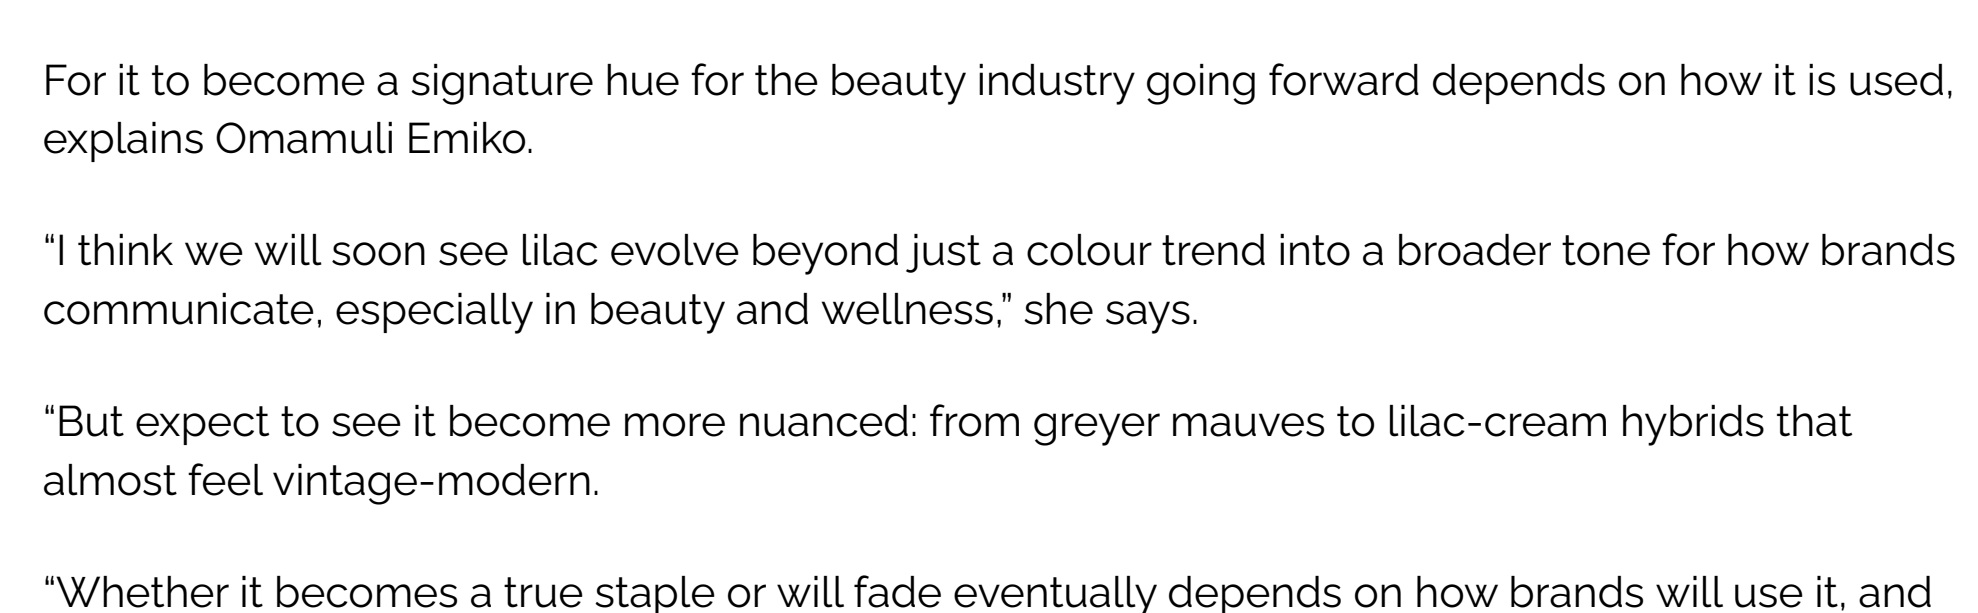 For it to become a signature hue for the beauty industry going forward depends on how it is used,
explains Omamuli Emiko.
“I think we will soon see lilac evolve beyond just a colour trend into a broader tone for how brands
communicate, especially in beauty and wellness,” she says.
“But expect to see it become more nuanced: from greyer mauves to lilac-cream hybrids that
almost feel vintage-modern.
“Whether it becomes a true staple or will fade eventually depends on how brands will use it, and